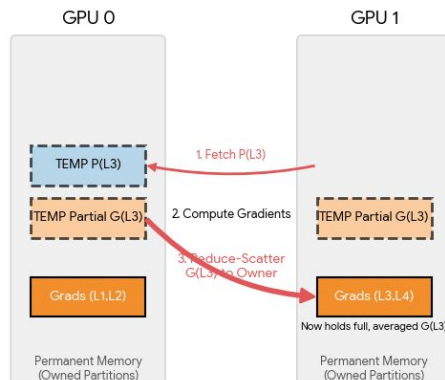 GPU 0
GPU 1
TEMP P(L3)
1. Fetch P(L3)
TEMP Partial G(L3)
2. Compute Gradients
TEMP Partial G(L3)
3. Reduce-Scatter
G(L3) to Owner
Grads (L1,L2)
Grads (L3,L4)
Now holds full, averaged G(L3)
Permanent Memory
(Owned Partitions)
Permanent Memory
(Owned Partitions)